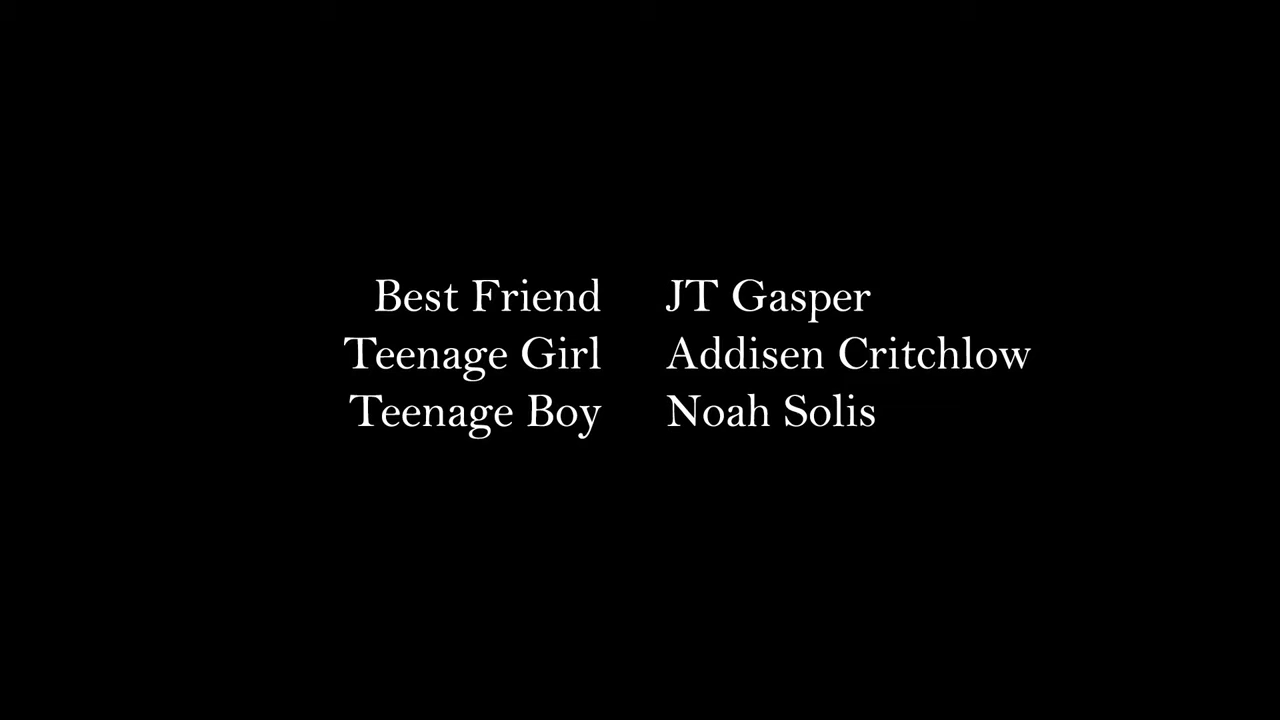 Best Friend JT Gasper
Teenage Girl Addisen Critchlow
Teenage Boy Noah Solis